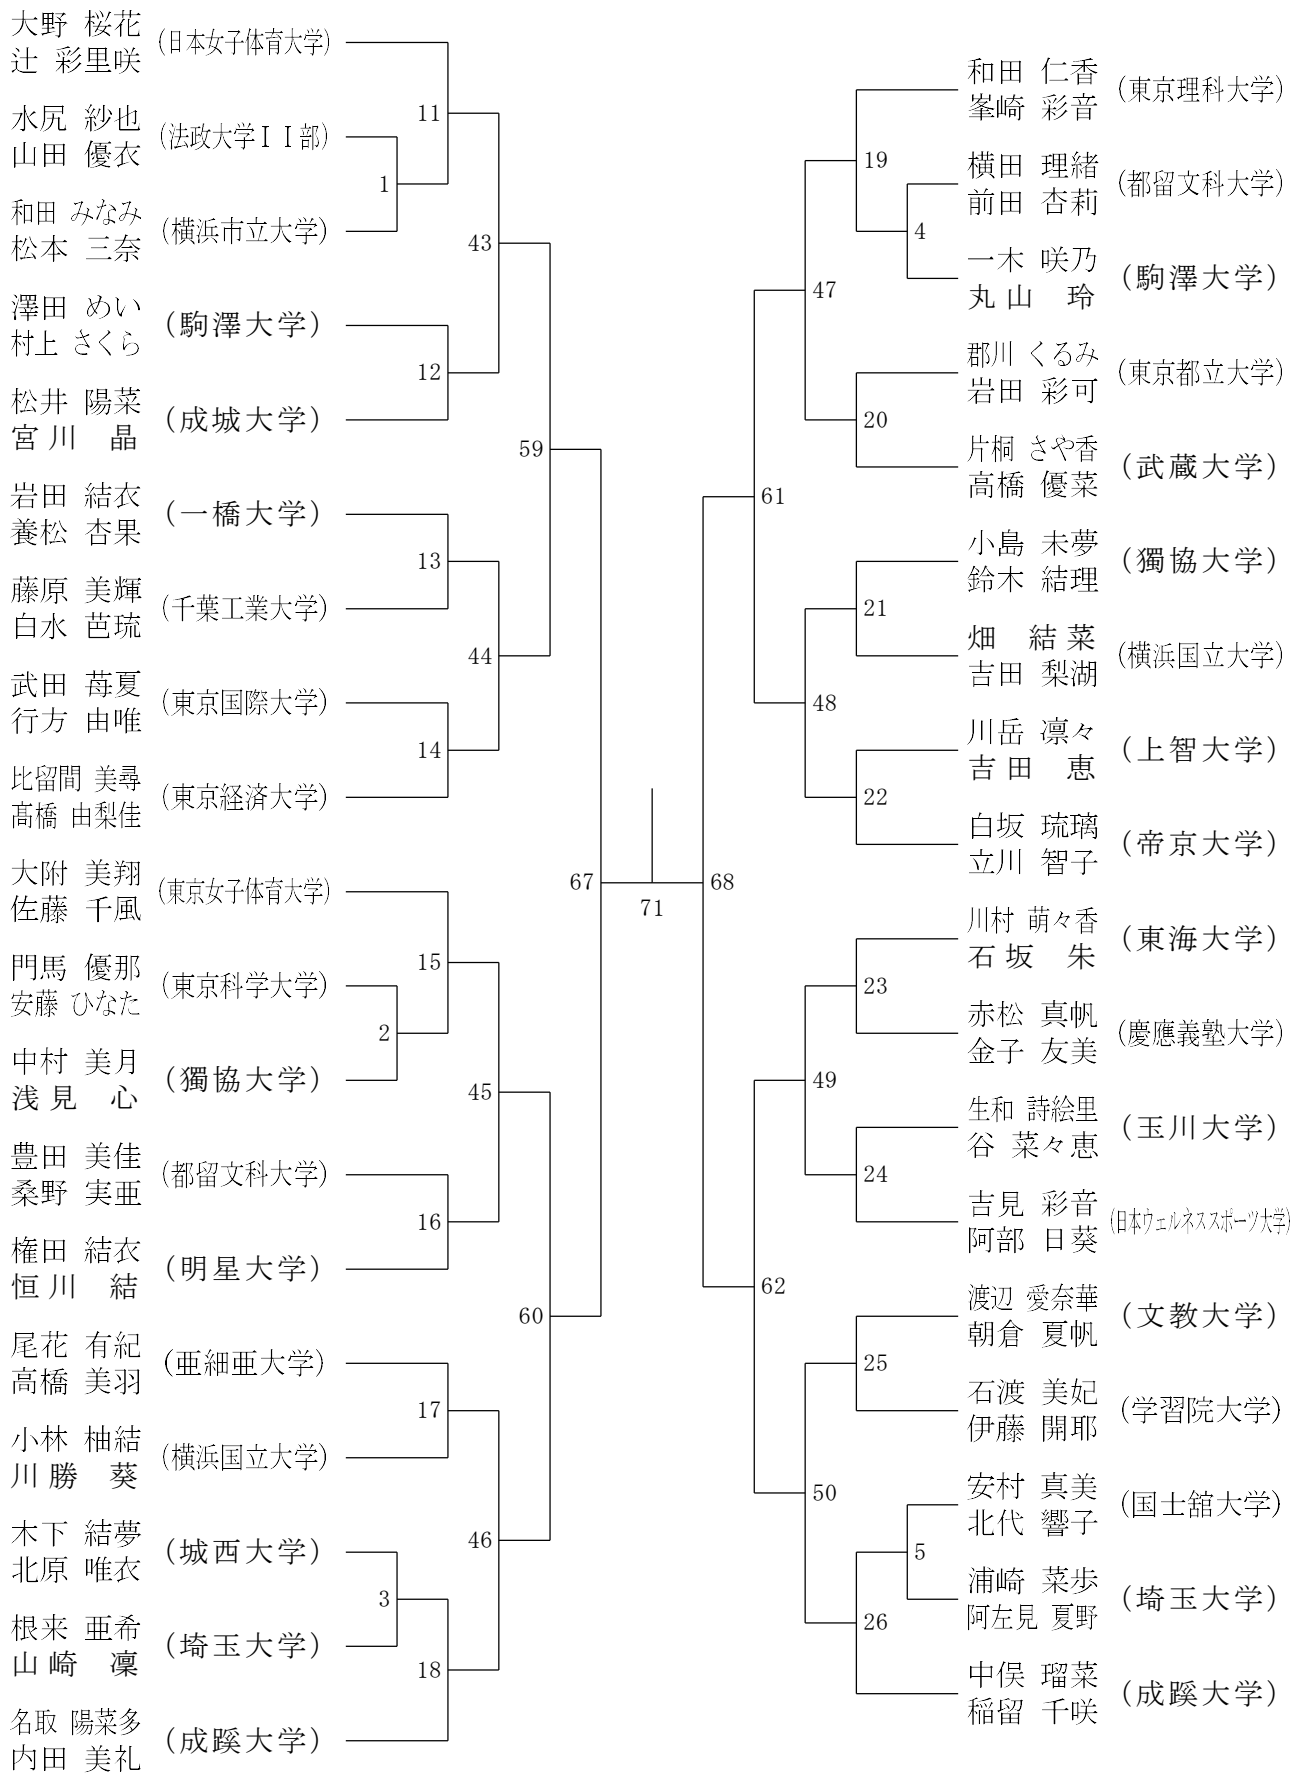 大野 桜花
辻 彩里咲
(日本女子体育大学)
水尻 紗也
山田 優衣
(法政大学ＩＩ部)
和田 みなみ
松本 三奈
(横浜市立大学)
澤田 めい
村上 さくら
(駒澤大学)
松井 陽菜
宮川 晶
(成城大学)
岩田 結衣
養松 杏果
(一橋大学)
藤原 美輝
白水 芭琉
(千葉工業大学)
武田 苺夏
行方 由唯
(東京国際大学)
比留間 美尋
髙橋 由梨佳
(東京経済大学)
大附 美翔
佐藤 千風
(東京女子体育大学)
門馬 優那
安藤 ひなた
(東京科学大学)
中村 美月
浅見 心
(獨協大学)
豊田 美佳
桑野 実亜
(都留文科大学)
権田 結衣
恒川 結
(明星大学)
尾花 有紀
高橋 美羽
(亜細亜大学)
小林 柚結
川勝 葵
(横浜国立大学)
木下 結夢
北原 唯衣
(城西大学)
根来 亜希
山崎 凜
(埼玉大学)
名取 陽菜多
内田 美礼
(成蹊大学)
1
2
3
11
12
13
14
15
16
17
18
43
44
45
46
59
60
67
71
68
61
62
47
48
49
50
19
20
21
22
23
24
25
26
4
5
和田 仁香
峯崎 彩音
(東京理科大学)
横田 理緒
前田 杏莉
(都留文科大学)
一木 咲乃
丸山 玲
(駒澤大学)
郡川 くるみ
岩田 彩可
(東京都立大学)
片桐 さや香
高橋 優菜
(武蔵大学)
小島 未夢
鈴木 結理
(獨協大学)
畑 結菜
吉田 梨湖
(横浜国立大学)
川岳 凛々
吉田 恵
(上智大学)
白坂 琉璃
立川 智子
(帝京大学)
川村 萌々香
石坂 朱
(東海大学)
赤松 真帆
金子 友美
(慶應義塾大学)
生和 詩絵里
谷 菜々恵
(玉川大学)
吉見 彩音
阿部 日葵
(日本ウェルネススポーツ大学)
渡辺 愛奈華
朝倉 夏帆
(文教大学)
石渡 美妃
伊藤 開耶
(学習院大学)
安村 真美
北代 響子
(国士舘大学)
浦崎 菜歩
阿左見 夏野
(埼玉大学)
中俣 瑠菜
稲留 千咲
(成蹊大学)